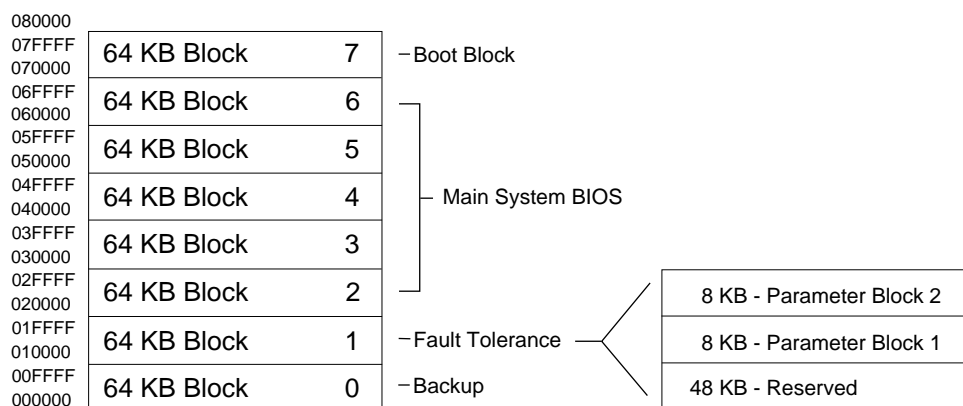 080000
07FFFF
070000
64 KB Block 7
Boot Block
06FFFF
060000
64 KB Block 6
05FFFF
050000
64 KB Block 5
04FFFF
040000
64 KB Block 4
Main System BIOS
03FFFF
030000
64 KB Block 3
02FFFF
020000
64 KB Block 2
8 KB - Parameter Block 2
01FFFF
010000
64 KB Block 1
Fault Tolerance
8 KB - Parameter Block 1
00FFFF
000000
64 KB Block 0
Backup
48 KB - Reserved